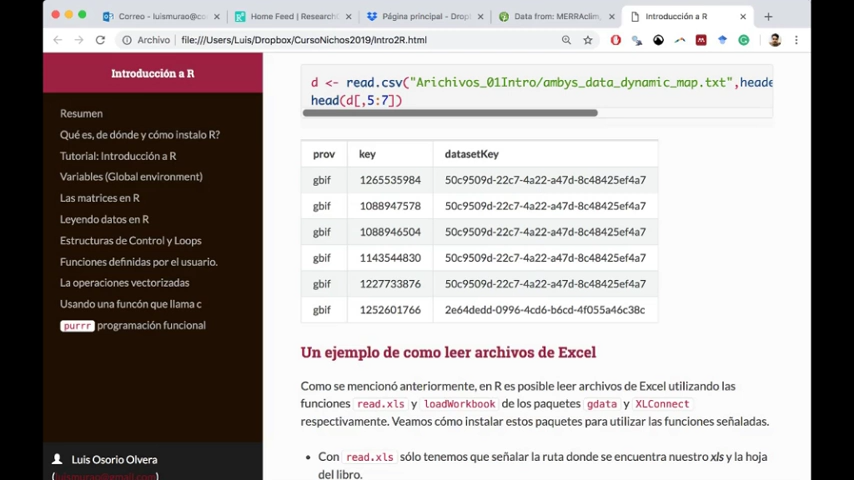 Correo - luismurao@co
Home Feed | Research
Página principal - Drop
Data from: MERRAclim,
Introducción a R
Archivo
file:///Users/Luis/Dropbox/CursoNichos2019/Intro2R.html
Introducción a R
Resumen
Qué es, de dónde y cómo instalo R?
Tutorial: Introducción a R
Variables (Global environment)
Las matrices en R
Leyendo datos en R
Estructuras de Control y Loops
Funciones definidas por el usuario.
La operaciones vectorizadas
Usando una funcón que llama c
purrr programación funcional
Luis Osorio Olvera
(luismurao@gmail.com)
d <- read.csv("Arichivos_01Intro/ambys_data_dynamic_map.txt",heade
head(d[,5:7])
prov key datasetKey
gbif 1265535984 50c9509d-22c7-4a22-a47d-8c48425ef4a7
gbif 1088947578 50c9509d-22c7-4a22-a47d-8c48425ef4a7
gbif 1088946504 50c9509d-22c7-4a22-a47d-8c48425ef4a7
gbif 1143544830 50c9509d-22c7-4a22-a47d-8c48425ef4a7
gbif 1227733876 50c9509d-22c7-4a22-a47d-8c48425ef4a7
gbif 1252601766 2e64dedd-0996-4cd6-b6cd-4f055a46c38c
Un ejemplo de como leer archivos de Excel
Como se mencionó anteriormente, en R es posible leer archivos de Excel utilizando las
funciones read.xls y loadWorkbook de los paquetes gdata y XLConnect
respectivamente. Veamos cómo instalar estos paquetes para utilizar las funciones señaladas.
• Con read.xls sólo tenemos que señalar la ruta donde se encuentra nuestro xls y la hoja
del libro.